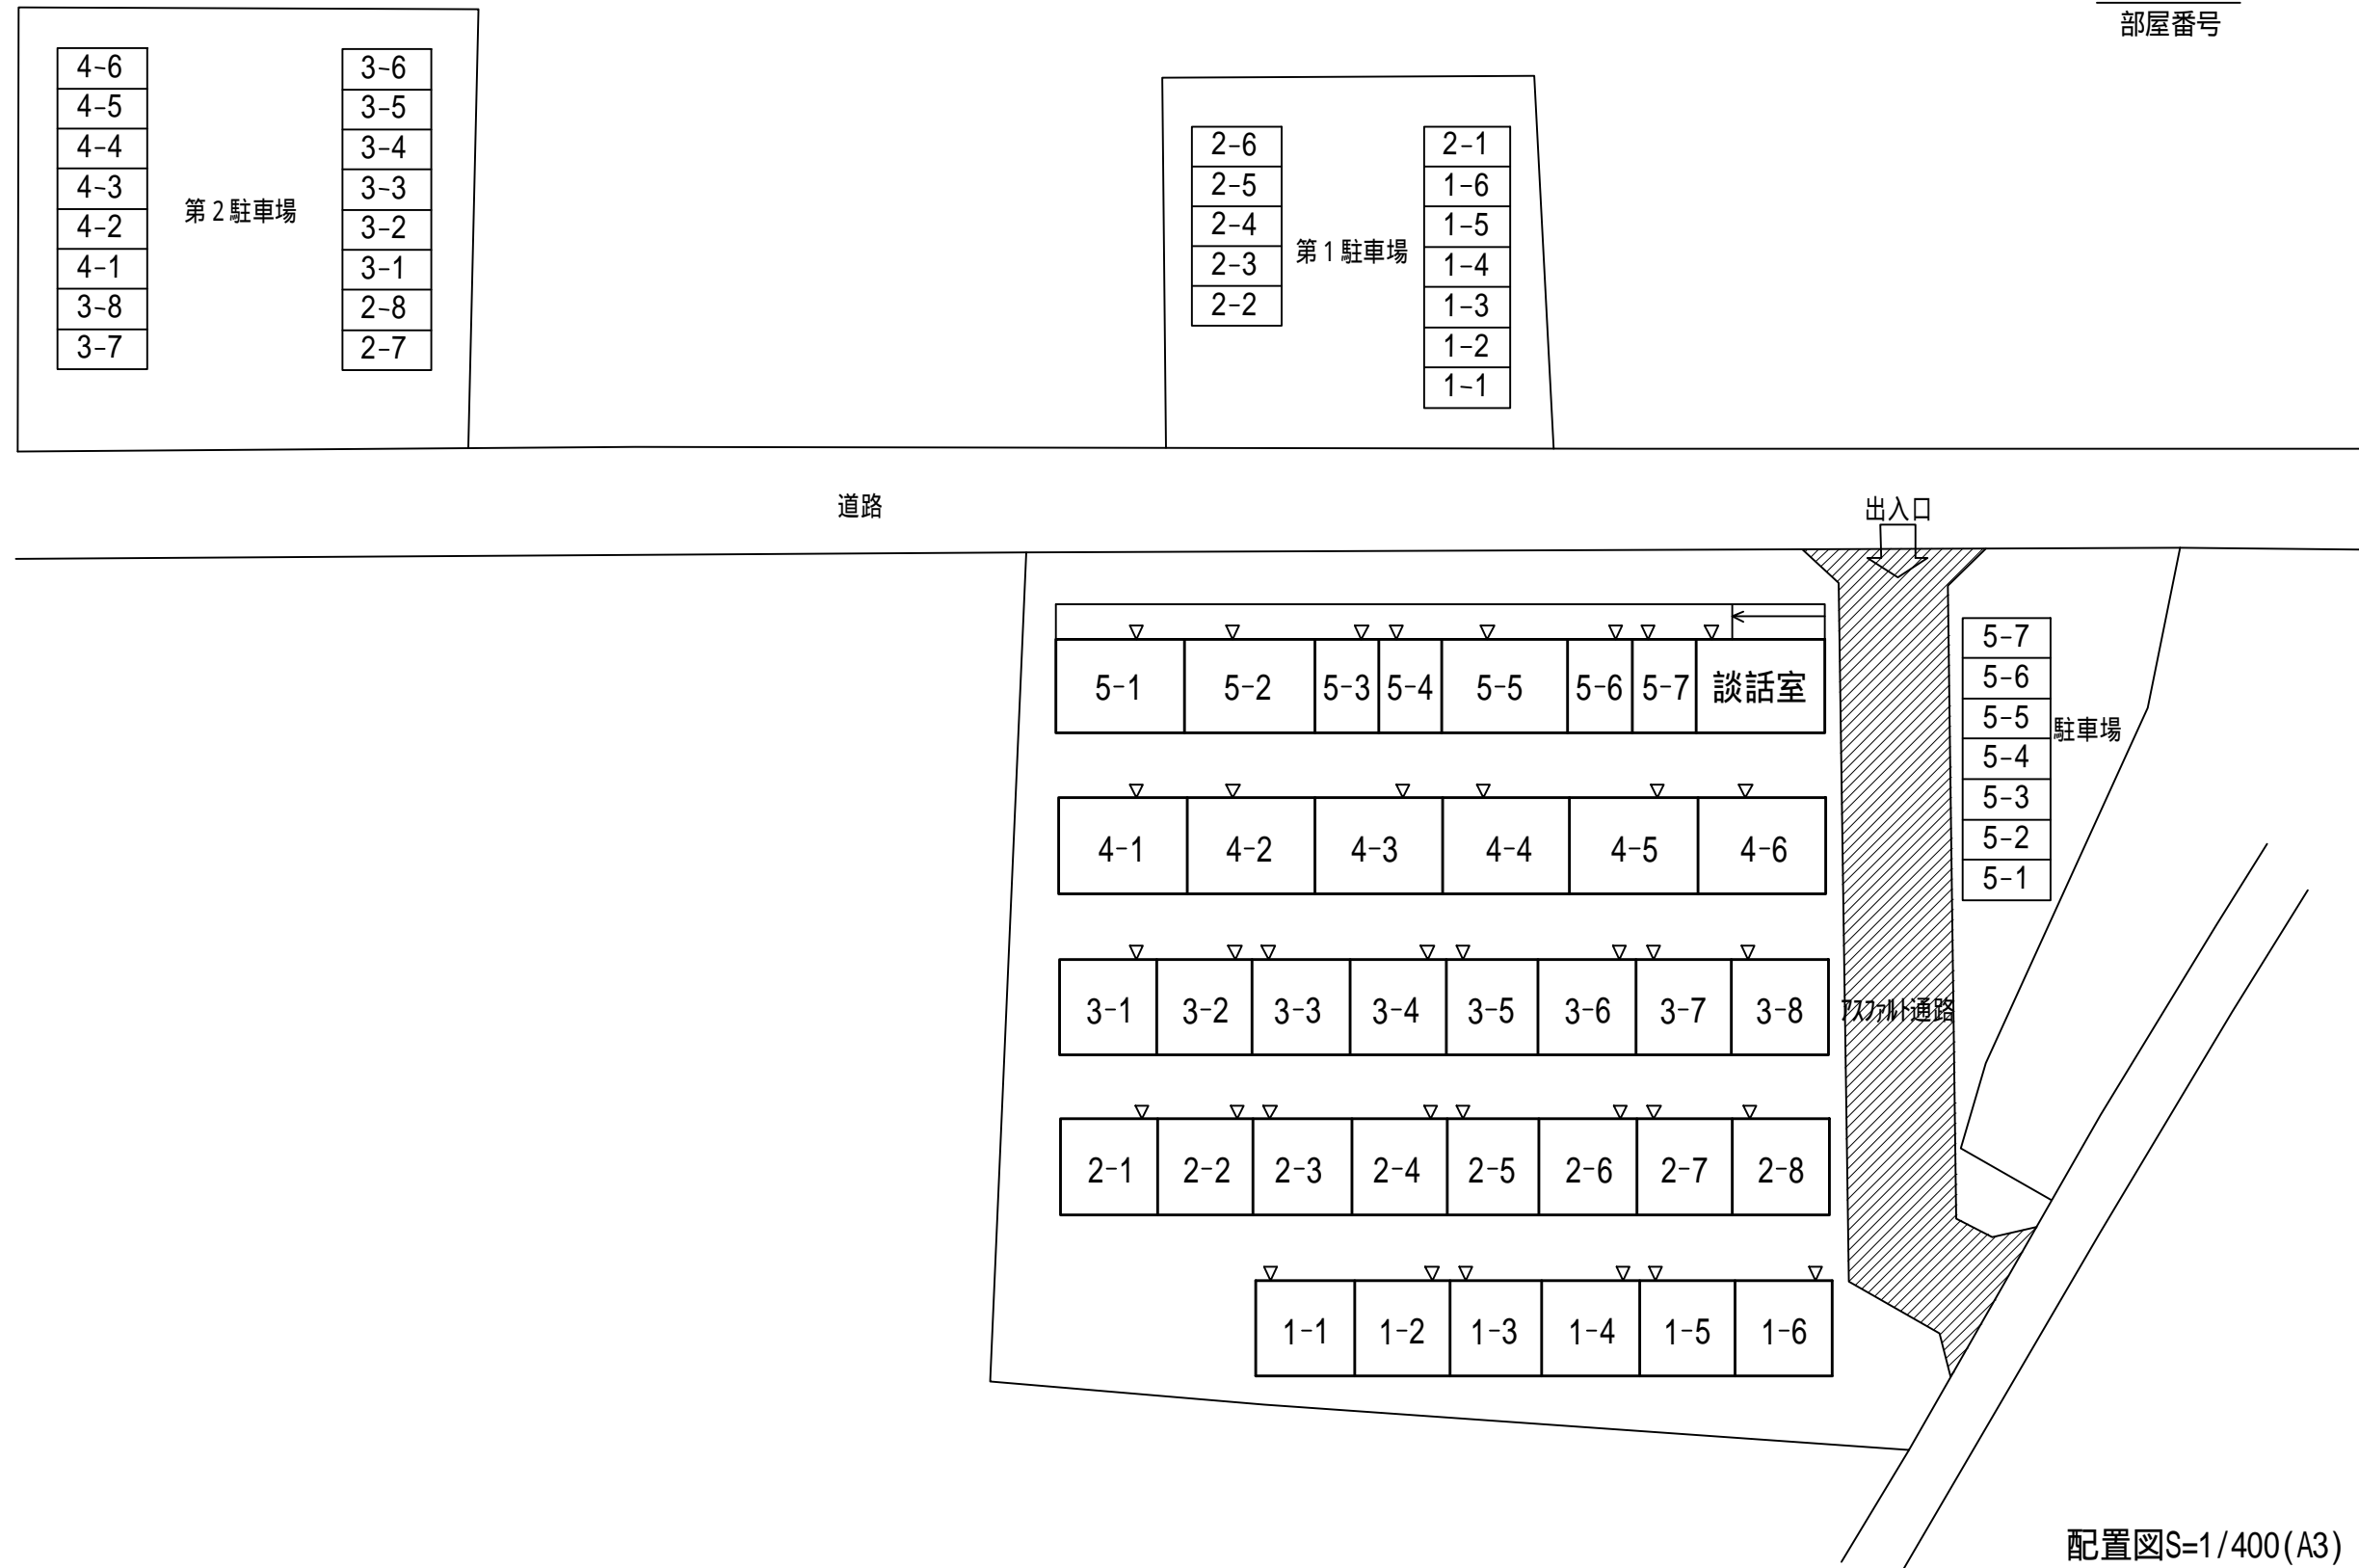 部屋番号
4-6
4-5
4-4
4-3
4-2
4-1
3-8
3-7
第2駐車場
3-6
3-5
3-4
3-3
3-2
3-1
2-8
2-7
2-6
2-5
2-4
2-3
2-2
第1駐車場
2-1
1-6
1-5
1-4
1-3
1-2
1-1
道路
出入口
5-1 5-2 5-3 5-4 5-5 5-6 5-7 談話室
5-7
5-6
5-5
5-4
5-3
5-2
5-1
駐車場
4-1 4-2 4-3 4-4 4-5 4-6
3-1 3-2 3-3 3-4 3-5 3-6 3-7 3-8
アスファルト通路
2-1 2-2 2-3 2-4 2-5 2-6 2-7 2-8
1-1 1-2 1-3 1-4 1-5 1-6
配置図S=1/400(A3)